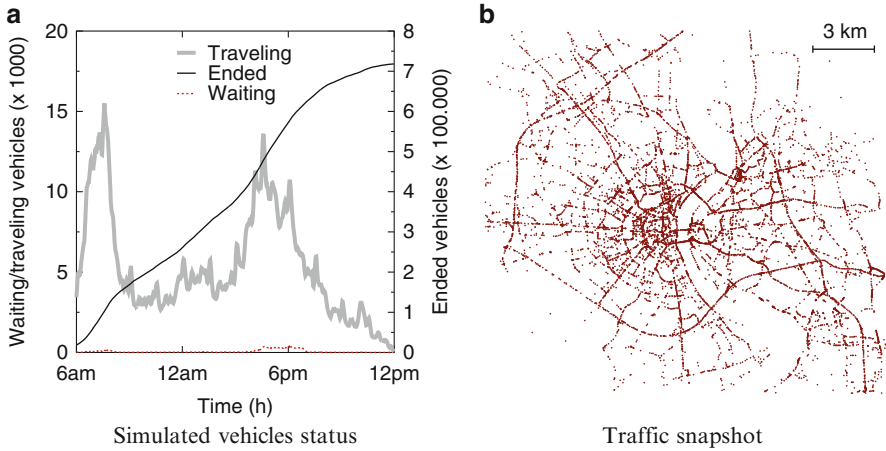 a
Waiting/traveling vehicles (x 1000)
20
15
10
5
0
Traveling
Ended
Waiting
8
7
6
5
4
3
2
1
0
Ended vehicles (x 100.000)
6am 12am 6pm 12pm
Time (h)
Simulated vehicles status
b
3 km
Traffic snapshot